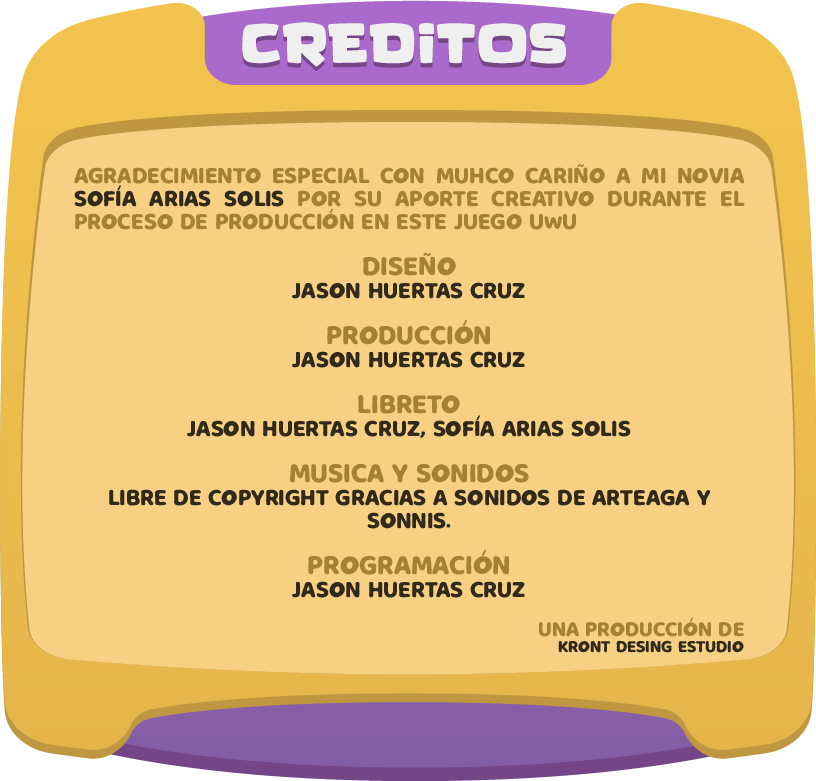 CREDiTOS
AGRADECIMIENTO ESPECIAL CON MUHCO CARIÑO A MI NOVIA
SOFÍA ARIAS SOLIS POR SU APORTE CREATIVO DURANTE EL
PROCESO DE PRODUCCIÓN EN ESTE JUEGO UwU
DISEÑO
JASON HUERTAS CRUZ
PRODUCCIÓN
JASON HUERTAS CRUZ
LIBRETO
JASON HUERTAS CRUZ, SOFÍA ARIAS SOLIS
MUSICA Y SONIDOS
LIBRE DE COPYRIGHT GRACIAS A SONIDOS DE ARTEAGA Y
SONNIS.
PROGRAMACIÓN
JASON HUERTAS CRUZ
UNA PRODUCCIÓN DE
KRONT DESING ESTUDIO